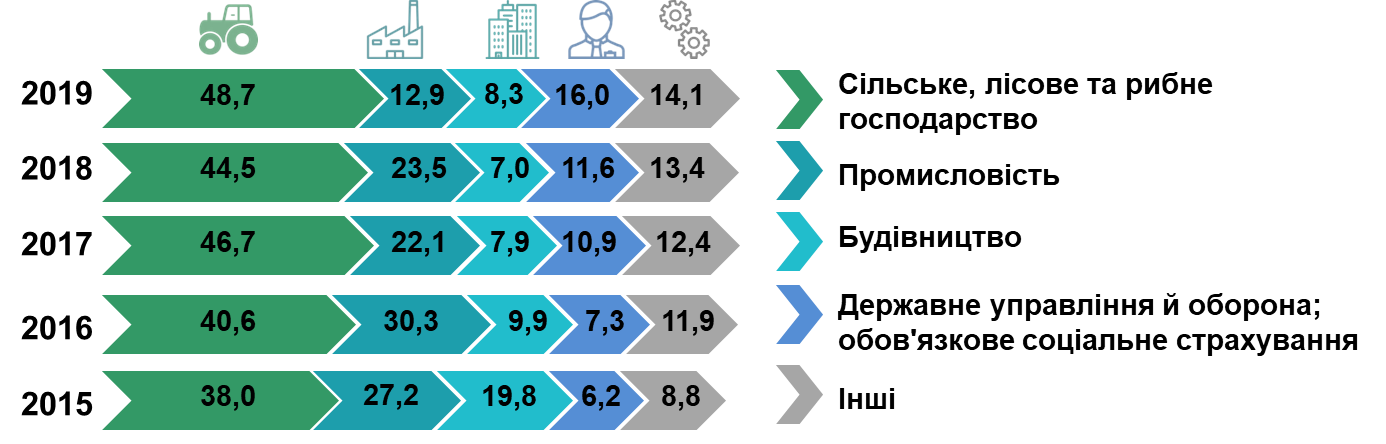 2019 48,7 12,9 8,3 16,0 14,1
2018 44,5 23,5 7,0 11,6 13,4
2017 46,7 22,1 7,9 10,9 12,4
2016 40,6 30,3 9,9 7,3 11,9
2015 38,0 27,2 19,8 6,2 8,8
Сільське, лісове та рибне
господарство
Промисловість
Будівництво
Державне управління й оборона;
обов'язкове соціальне страхування
Інші